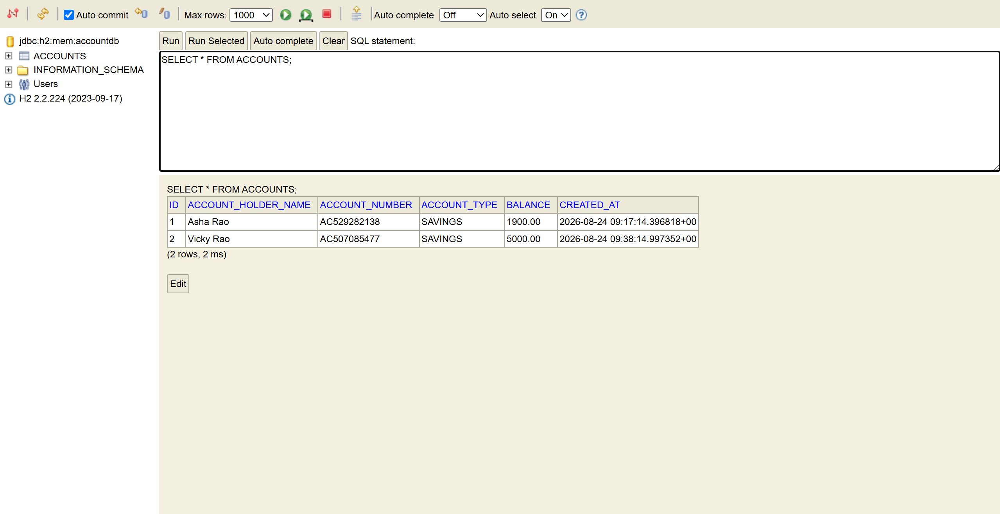 Auto commit Max rows: 1000 Auto complete Off Auto select On ?
jdbc:h2:mem:accountdb
ACCOUNTS
INFORMATION_SCHEMA
Users
H2 2.2.224 (2023-09-17)
Run Run Selected Auto complete Clear SQL statement:
SELECT * FROM ACCOUNTS;
SELECT * FROM ACCOUNTS;
ID ACCOUNT_HOLDER_NAME ACCOUNT_NUMBER ACCOUNT_TYPE BALANCE CREATED_AT
1 Asha Rao AC529282138 SAVINGS 1900.00 2026-08-24 09:17:14.396818+00
2 Vicky Rao AC507085477 SAVINGS 5000.00 2026-08-24 09:38:14.997352+00
(2 rows, 2 ms)
Edit